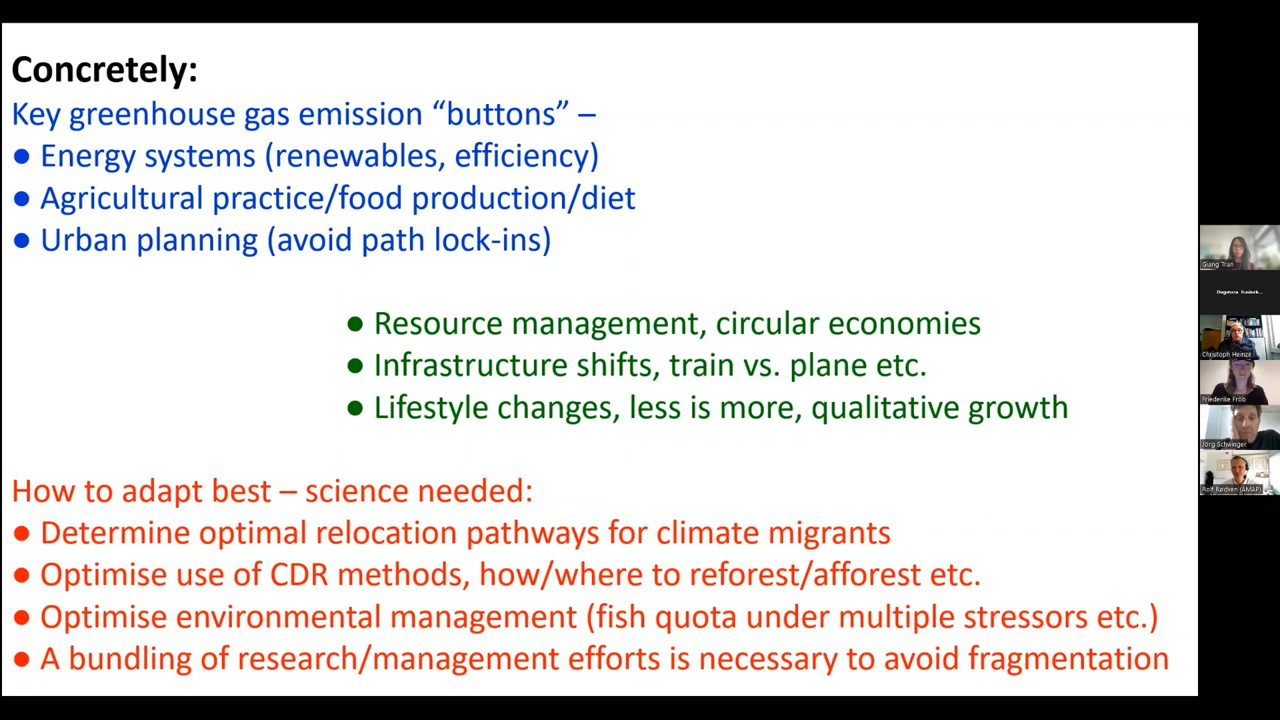 Concretely:
Key greenhouse gas emission “buttons” –
● Energy systems (renewables, efficiency)
● Agricultural practice/food production/diet
● Urban planning (avoid path lock-ins)
● Resource management, circular economies
● Infrastructure shifts, train vs. plane etc.
● Lifestyle changes, less is more, qualitative growth
How to adapt best – science needed:
● Determine optimal relocation pathways for climate migrants
● Optimise use of CDR methods, how/where to reforest/afforest etc.
● Optimise environmental management (fish quota under multiple stressors etc.)
● A bundling of research/management efforts is necessary to avoid fragmentation
Giang Tran
Christoph Heinze
Friederike Fröb
Jörg Schwinger
Rolf Rødven (AMAP)